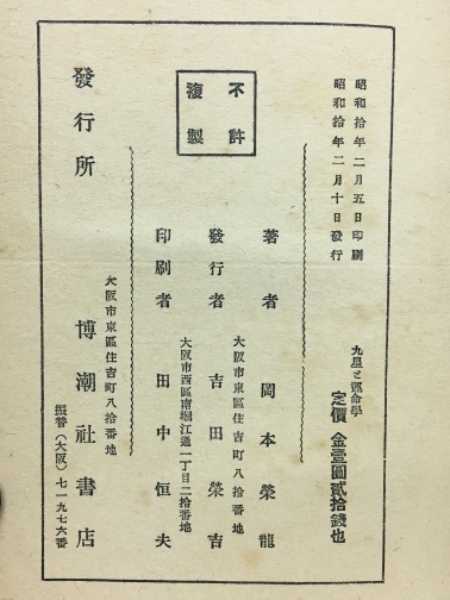 昭和拾年二月五日印刷
昭和拾年二月十日發行
九星と運命學
定價 金壹圓貳拾錢也
不許
複製
著者 岡本榮龍
大阪市東區住吉町八拾番地
發行者 吉田榮吉
大阪市西區南堀江通一丁目二拾番地
印刷者 田中恒夫
大阪市東區住吉町八拾番地
發行所 博潮社書店
振替(大阪)七一九七六番